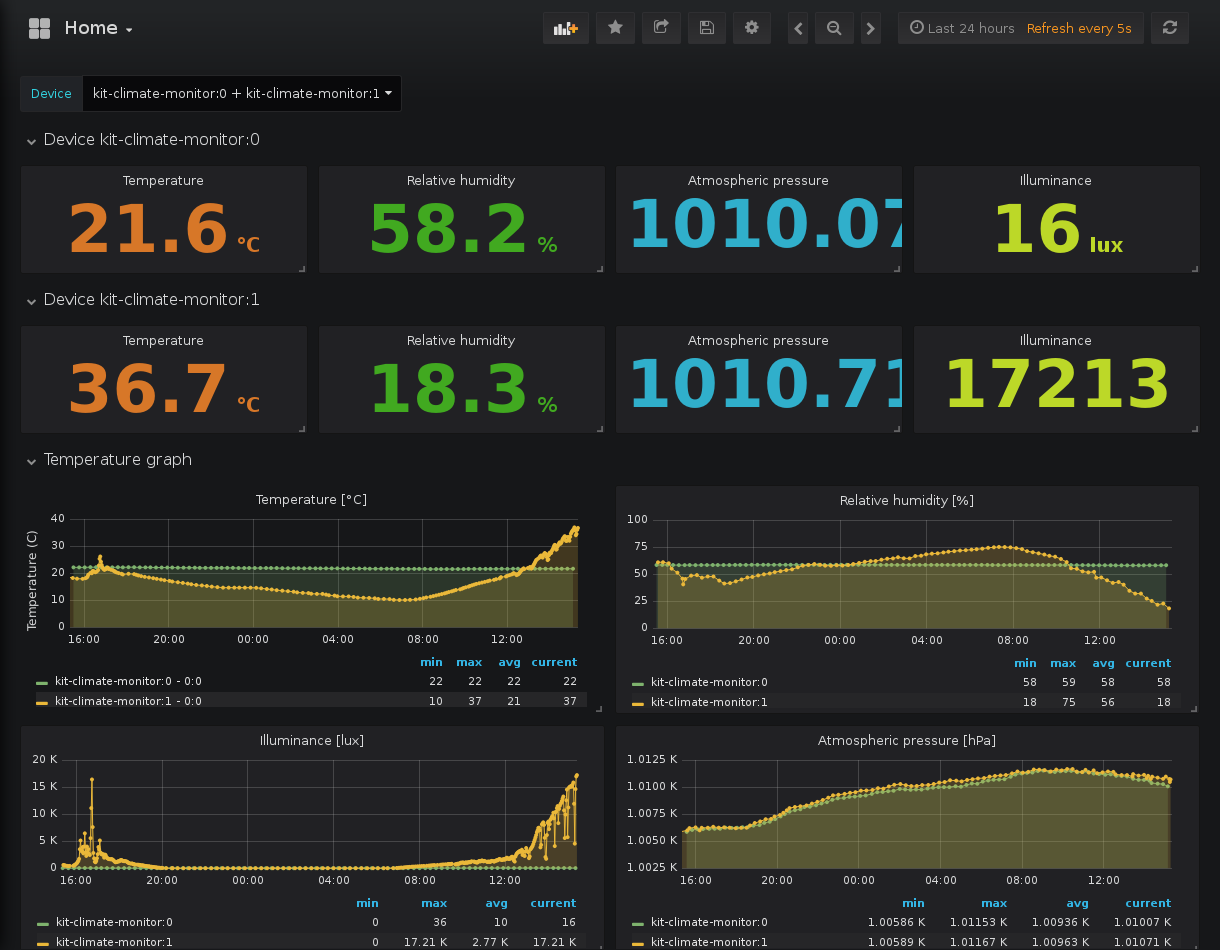 Home
Last 24 hours Refresh every 5s
Device kit-climate-monitor:0 + kit-climate-monitor:1
Device kit-climate-monitor:0
Temperature Relative humidity Atmospheric pressure Illuminance
21.6 °C 58.2 % 1010.07 16 lux
Device kit-climate-monitor:1
Temperature Relative humidity Atmospheric pressure Illuminance
36.7 °C 18.3 % 1010.71 17213
Temperature graph
Temperature [°C]
Temperature (C)
40
30
20
10
0
16:00 20:00 00:00 04:00 08:00 12:00
min max avg current
kit-climate-monitor:0 - 0:0 22 22 22 22
kit-climate-monitor:1 - 0:0 10 37 21 37
Relative humidity [%]
100
75
50
25
0
16:00 20:00 00:00 04:00 08:00 12:00
min max avg current
kit-climate-monitor:0 58 59 58 58
kit-climate-monitor:1 18 75 56 18
Illuminance [lux]
20 K
15 K
10 K
5 K
0
16:00 20:00 00:00 04:00 08:00 12:00
min max avg current
kit-climate-monitor:0 0 36 10 16
kit-climate-monitor:1 0 17.21 K 2.77 K 17.21 K
Atmospheric pressure [hPa]
1.0125 K
1.0100 K
1.0075 K
1.0050 K
1.0025 K
16:00 20:00 00:00 04:00 08:00 12:00
min max avg current
kit-climate-monitor:0 1.00586 K 1.01153 K 1.00936 K 1.01007 K
kit-climate-monitor:1 1.00589 K 1.01167 K 1.00963 K 1.01071 K